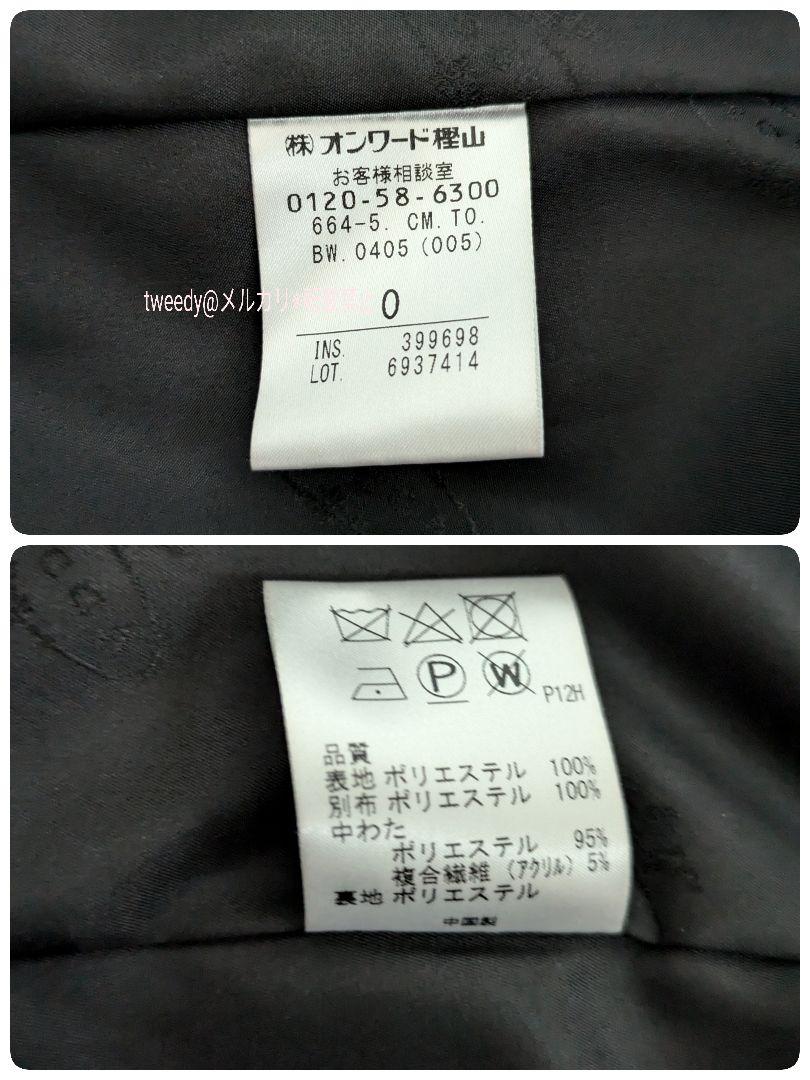 (株)オンワード樫山
お客様相談室
0120-58-6300
664-5. CM.TO.
BW.0405(005)
tweedy@メルカリ
0
INS. 399698
LOT. 6937414
P
W
P12H
品質
表地 ポリエステル 100%
別布 ポリエステル 100%
中わた
ポリエステル 95%
複合繊維(アクリル) 5%
裏地 ポリエステル
中国製